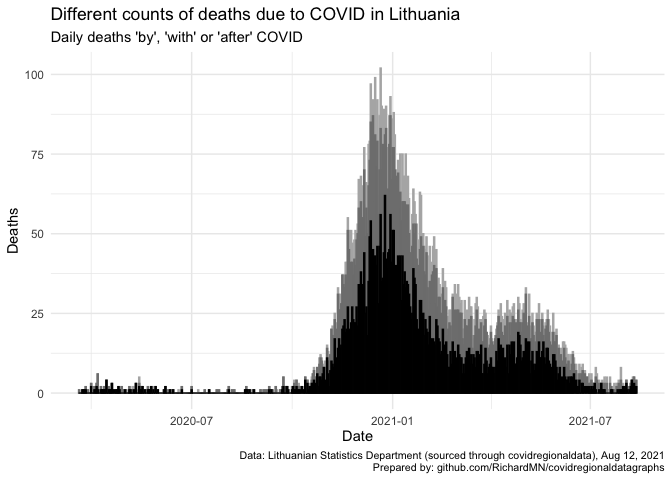 Different counts of deaths due to COVID in Lithuania
Daily deaths 'by', 'with' or 'after' COVID
100
75
50
25
0
Deaths
2020-07
2021-01
2021-07
Date
Data: Lithuanian Statistics Department (sourced through covidregionaldata), Aug 12, 2021
Prepared by: github.com/RichardMN/covidregionaldatagraphs